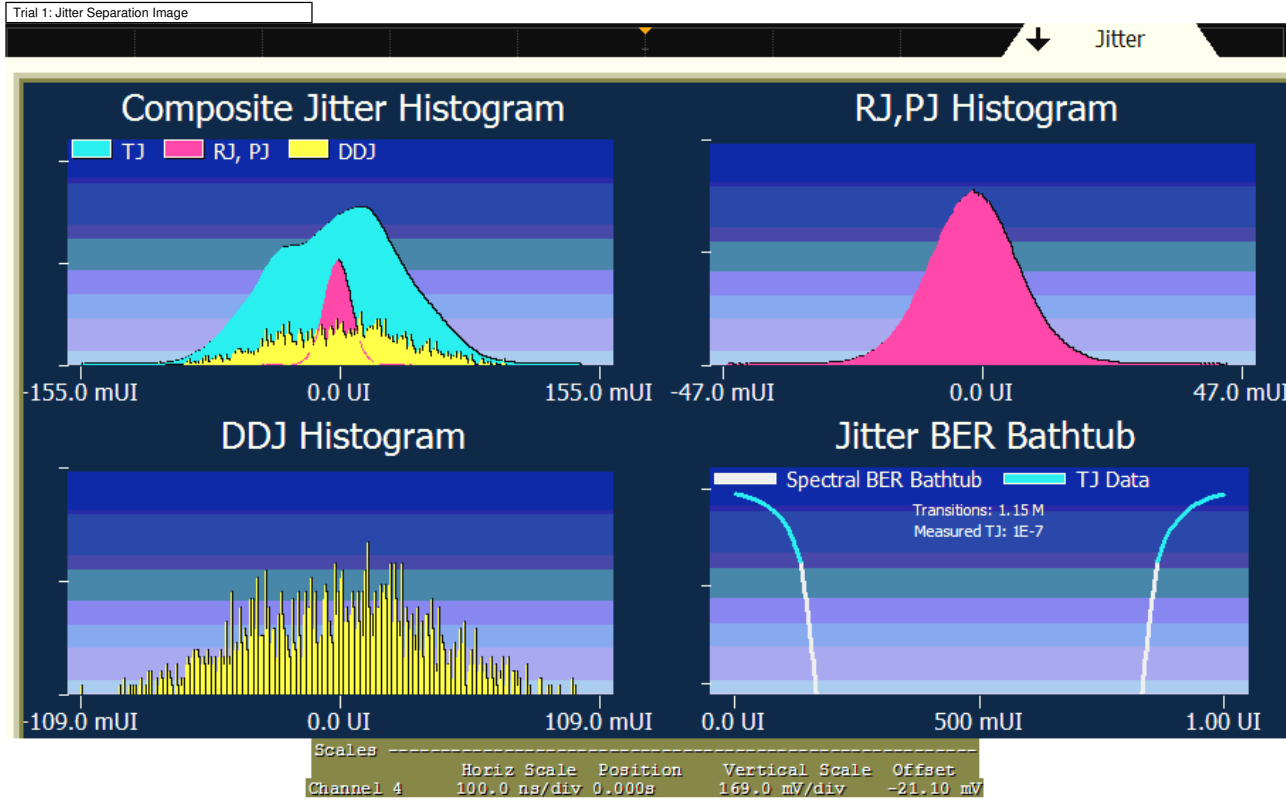 Trial 1: Jitter Separation Image
Jitter
Composite Jitter Histogram
TJ RJ, PJ DDJ
-155.0 mUI 0.0 UI 155.0 mUI
RJ,PJ Histogram
-47.0 mUI 0.0 UI 47.0 mUI
DDJ Histogram
-109.0 mUI 0.0 UI 109.0 mUI
Jitter BER Bathtub
Spectral BER Bathtub TJ Data
Transitions: 1.15 M
Measured TJ: 1E-7
0.0 UI 500 mUI 1.00 UI
Scales
Horiz Scale Position Vertical Scale Offset
Channel 4 100.0 ns/div 0.000s 169.0 mV/div -21.10 mV